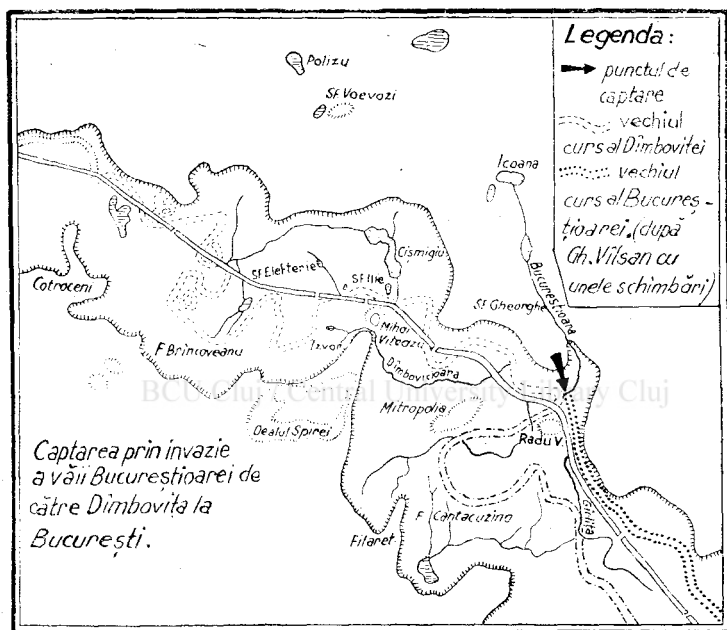 Legenda:
punctul de
captare
vechiul
curs al Dîmboviței
vechiul
curs al Bucureș-
tioarei, (după
Gh. Vîlsan cu
unele schimbări)
Polizu
Sf. Voevozi
Icoana
Cismigiu
Sf. Elefterie
Sf. Ilie
Bucureștioara
Cotroceni
Sf. Gheorghe
Mihai
Viteazu
F. Brîncoveanu
Izvor
Dîmbovicioara
BCU Cluj / Central University Library Cluj
Mitropolia
Dealul Spirei
Radu V.
Captarea prin invazie
a văii Bucureștioarei de
către Dîmbovița la
București.
F. Cantacuzino
Filaret